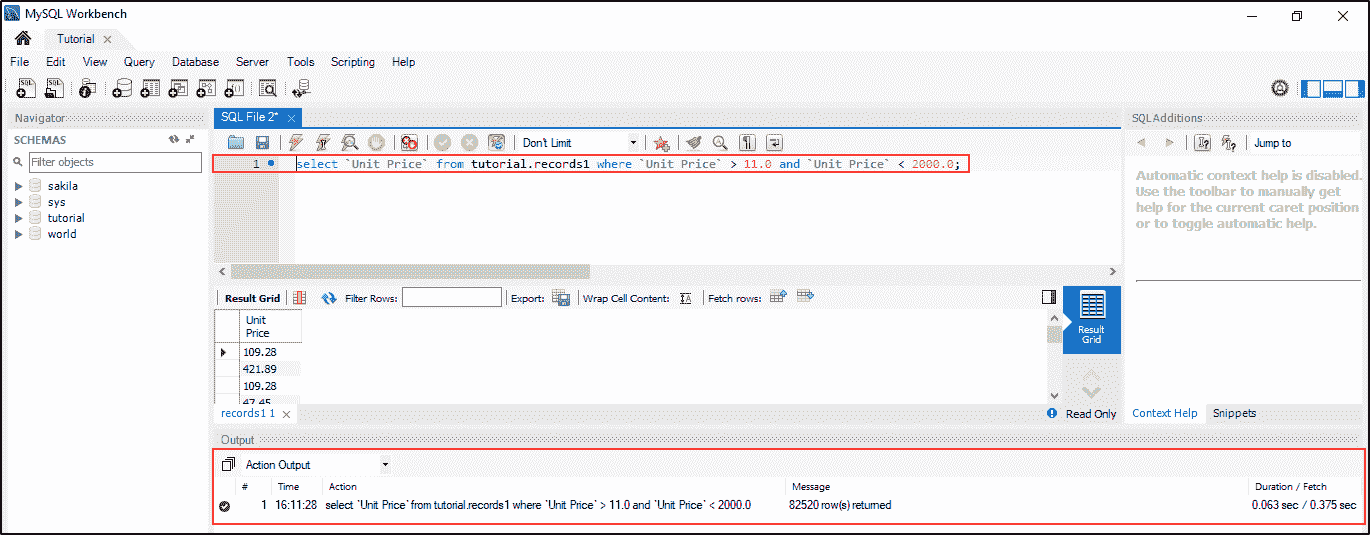 MySQL Workbench
Tutorial
File Edit View Query Database Server Tools Scripting Help
Navigator
SCHEMAS
Filter objects
sakila
sys
tutorial
world
SQL File 2*
Don't Limit
1 select `Unit Price` from tutorial.records1 where `Unit Price` > 11.0 and `Unit Price` < 2000.0;
Result Grid Filter Rows: Export: Wrap Cell Content: Fetch rows:
Unit
Price
109.28
421.89
109.28
47.45
Result
Grid
records1 1
Read Only
SQLAdditions
Jump to
Automatic context help is disabled.
Use the toolbar to manually get
help for the current caret position
or to toggle automatic help.
Context Help Snippets
Output
Action Output
# Time Action Message Duration / Fetch
1 16:11:28 select `Unit Price` from tutorial.records1 where `Unit Price` > 11.0 and `Unit Price` < 2000.0 82520 row(s) returned 0.063 sec / 0.375 sec